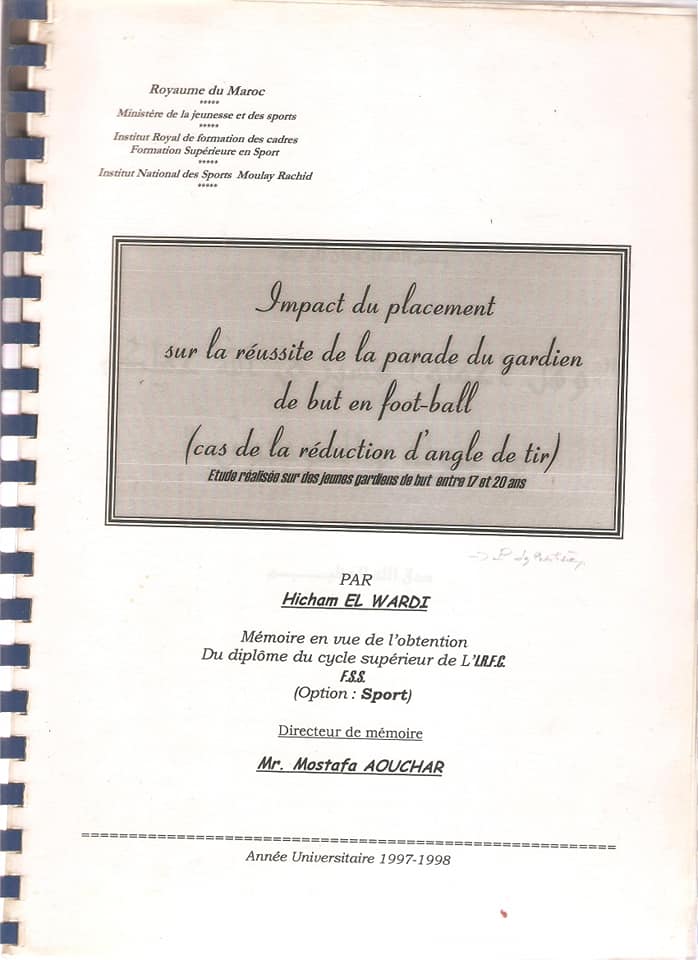 Royaume du Maroc
*****
Ministère de la jeunesse et des sports
*****
Institut Royal de formation des cadres
Formation Supérieure en Sport
*****
Institut National des Sports Moulay Rachid
*****
Impact du placement
sur la réussite de la parade du gardien
de but en foot-ball
(cas de la réduction d'angle de tir)
Etude réalisée sur des jeunes gardiens de but entre 17 et 20 ans
PAR
Hicham EL WARDI
Mémoire en vue de l'obtention
Du diplôme du cycle supérieur de L'I.R.F.C.
F.S.S.
(Option : Sport)
Directeur de mémoire
Mr. Mostafa AOUCHAR
==========================================================
Année Universitaire 1997-1998